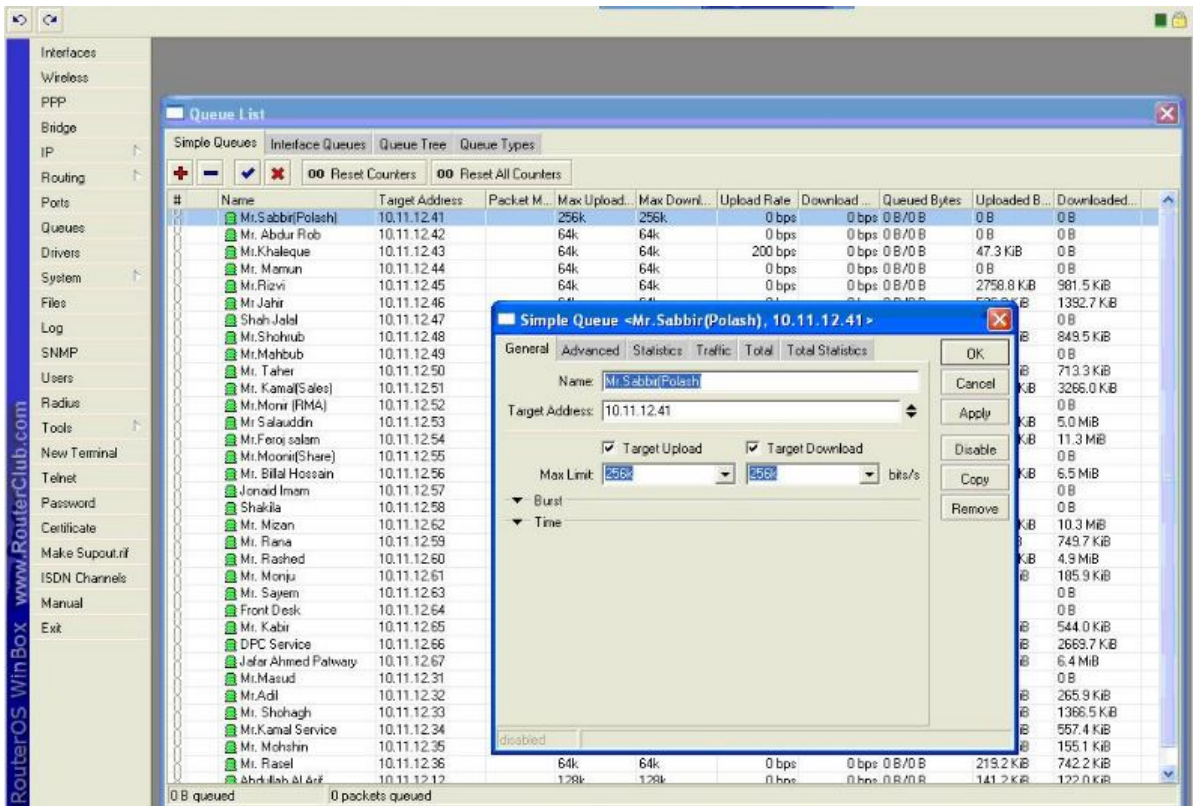 Interfaces
Wireless
PPP
Bridge
IP
Routing
Ports
Queues
Drivers
System
Files
Log
SNMP
Users
Radius
Tools
New Terminal
Telnet
Password
Certificate
Make Supout.rif
ISDN Channels
Manual
Exit
RouterOS WinBox www.RouterClub.com
Queue List
Simple Queues Interface Queues Queue Tree Queue Types
00 Reset Counters 00 Reset All Counters
# Name Target Address Packet M... Max Upload... Max Downl... Upload Rate Download ... Queued Bytes Uploaded B... Downloaded...
Mr.Sabbir(Polash) 10.11.12.41 256k 256k 0 bps 0 bps 0 B/0 B 0 B 0 B
Mr. Abdur Rob 10.11.12.42 64k 64k 0 bps 0 bps 0 B/0 B 0 B 0 B
Mr.Khaleque 10.11.12.43 64k 64k 200 bps 0 bps 0 B/0 B 47.3 KiB 0 B
Mr. Mamun 10.11.12.44 64k 64k 0 bps 0 bps 0 B/0 B 0 B 0 B
Mr.Rizvi 10.11.12.45 64k 64k 0 bps 0 bps 0 B/0 B 2758.8 KiB 981.5 KiB
Mr Jahir 10.11.12.46 1392.7 KiB
Shah Jalal 10.11.12.47 0 B
Mr.Shohrub 10.11.12.48 849.5 KiB
Mr.Mahbub 10.11.12.49 0 B
Mr. Taher 10.11.12.50 713.3 KiB
Mr. Kamal(Sales) 10.11.12.51 3266.0 KiB
Mr.Monir (RMA) 10.11.12.52 0 B
Mr Salauddin 10.11.12.53 5.0 MiB
Mr.Feroj salam 10.11.12.54 11.3 MiB
Mr.Moonir(Share) 10.11.12.55 0 B
Mr. Billal Hossain 10.11.12.56 6.5 MiB
Jonaid Imam 10.11.12.57 0 B
Shakila 10.11.12.58 0 B
Mr. Mizan 10.11.12.62 10.3 MiB
Mr. Rana 10.11.12.59 749.7 KiB
Mr. Rashed 10.11.12.60 4.9 MiB
Mr. Monju 10.11.12.61 185.9 KiB
Mr. Sayem 10.11.12.63 0 B
Front Desk 10.11.12.64 0 B
Mr. Kabir 10.11.12.65 544.0 KiB
DPC Service 10.11.12.66 2669.7 KiB
Jafar Ahmed Patwary 10.11.12.67 6.4 MiB
Mr.Masud 10.11.12.31 0 B
Mr.Adil 10.11.12.32 265.9 KiB
Mr. Shohagh 10.11.12.33 1366.5 KiB
Mr.Kamal Service 10.11.12.34 557.4 KiB
Mr. Mohshin 10.11.12.35 155.1 KiB
Mr. Rasel 10.11.12.36 64k 64k 0 bps 0 bps 0 B/0 B 219.2 KiB 742.2 KiB
Abdullah Al Arif 10.11.12.12 128k 128k 0 bps 0 bps 0 B/0 B 141.2 KiB 122.0 KiB
0 B queued 0 packets queued
Simple Queue <Mr.Sabbir(Polash), 10.11.12.41>
General Advanced Statistics Traffic Total Total Statistics
Name: Mr.Sabbir(Polash)
Target Address: 10.11.12.41
Target Upload Target Download
Max Limit: 256k 256k bits/s
Burst
Time
OK
Cancel
Apply
Disable
Copy
Remove
disabled